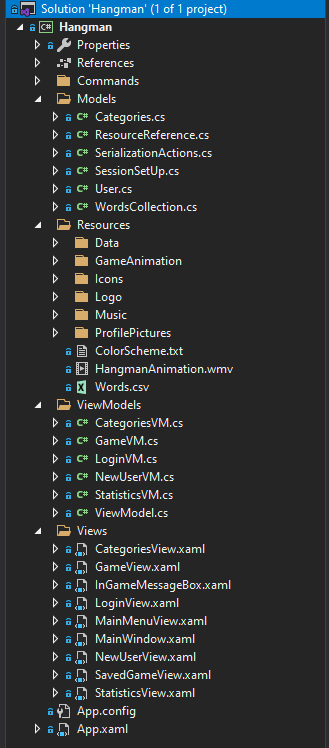 Solution 'Hangman' (1 of 1 project)
C# Hangman
Properties
References
Commands
Models
C# Categories.cs
C# ResourceReference.cs
C# SerializationActions.cs
C# SessionSetUp.cs
C# User.cs
C# WordsCollection.cs
Resources
Data
GameAnimation
Icons
Logo
Music
ProfilePictures
ColorScheme.txt
HangmanAnimation.wmv
Words.csv
ViewModels
C# CategoriesVM.cs
C# GameVM.cs
C# LoginVM.cs
C# NewUserVM.cs
C# StatisticsVM.cs
C# ViewModel.cs
Views
CategoriesView.xaml
GameView.xaml
InGameMessageBox.xaml
LoginView.xaml
MainMenuView.xaml
MainWindow.xaml
NewUserView.xaml
SavedGameView.xaml
StatisticsView.xaml
App.config
App.xaml